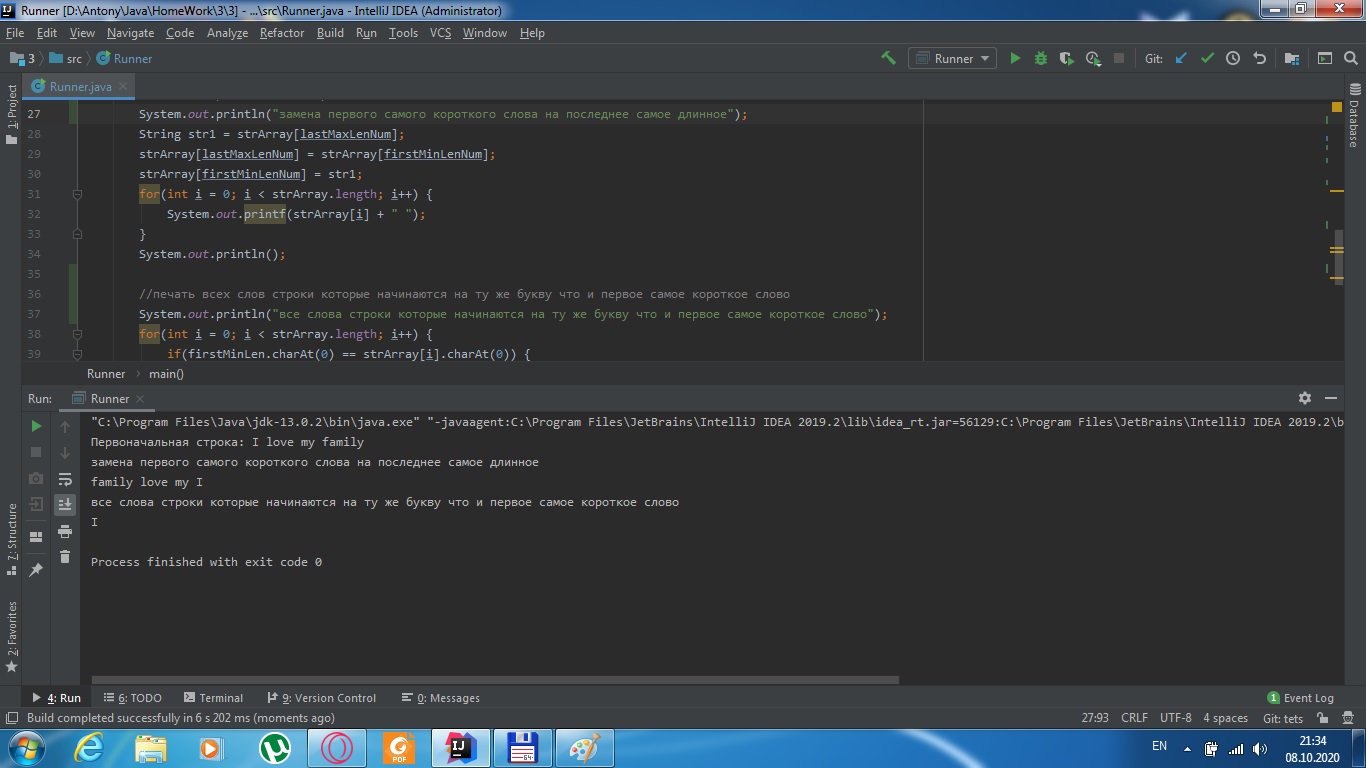 Runner [D:\Antony\Java\HomeWork\3\3] - ...\src\Runner.java - IntelliJ IDEA (Administrator)
File Edit View Navigate Code Analyze Refactor Build Run Tools VCS Window Help
3 src Runner Runner Git:
Runner.java
1: Project
Database
27 System.out.println("замена первого самого короткого слова на последнее самое длинное");
28 String str1 = strArray[lastMaxLenNum];
29 strArray[lastMaxLenNum] = strArray[firstMinLenNum];
30 strArray[firstMinLenNum] = str1;
31 for(int i = 0; i < strArray.length; i++) {
32 System.out.printf(strArray[i] + " ");
33 }
34 System.out.println();
35
36 //печать всех слов строки которые начинаются на ту же букву что и первое самое короткое слово
37 System.out.println("все слова строки которые начинаются на ту же букву что и первое самое короткое слово");
38 for(int i = 0; i < strArray.length; i++) {
39 if(firstMinLen.charAt(0) == strArray[i].charAt(0)) {
Runner main()
Run: Runner
"C:\Program Files\Java\jdk-13.0.2\bin\java.exe" "-javaagent:C:\Program Files\JetBrains\IntelliJ IDEA 2019.2\lib\idea_rt.jar=56129:C:\Program Files\JetBrains\IntelliJ IDEA 2019.2\b
Первоначальная строка: I love my family
замена первого самого короткого слова на последнее самое длинное
family love my I
все слова строки которые начинаются на ту же букву что и первое самое короткое слово
I
Process finished with exit code 0
7: Structure
2: Favorites
4: Run 6: TODO Terminal 9: Version Control 0: Messages 1 Event Log
Build completed successfully in 6 s 202 ms (moments ago) 27:93 CRLF UTF-8 4 spaces Git: tets
PDF IJ 64 EN 21:34
08.10.2020